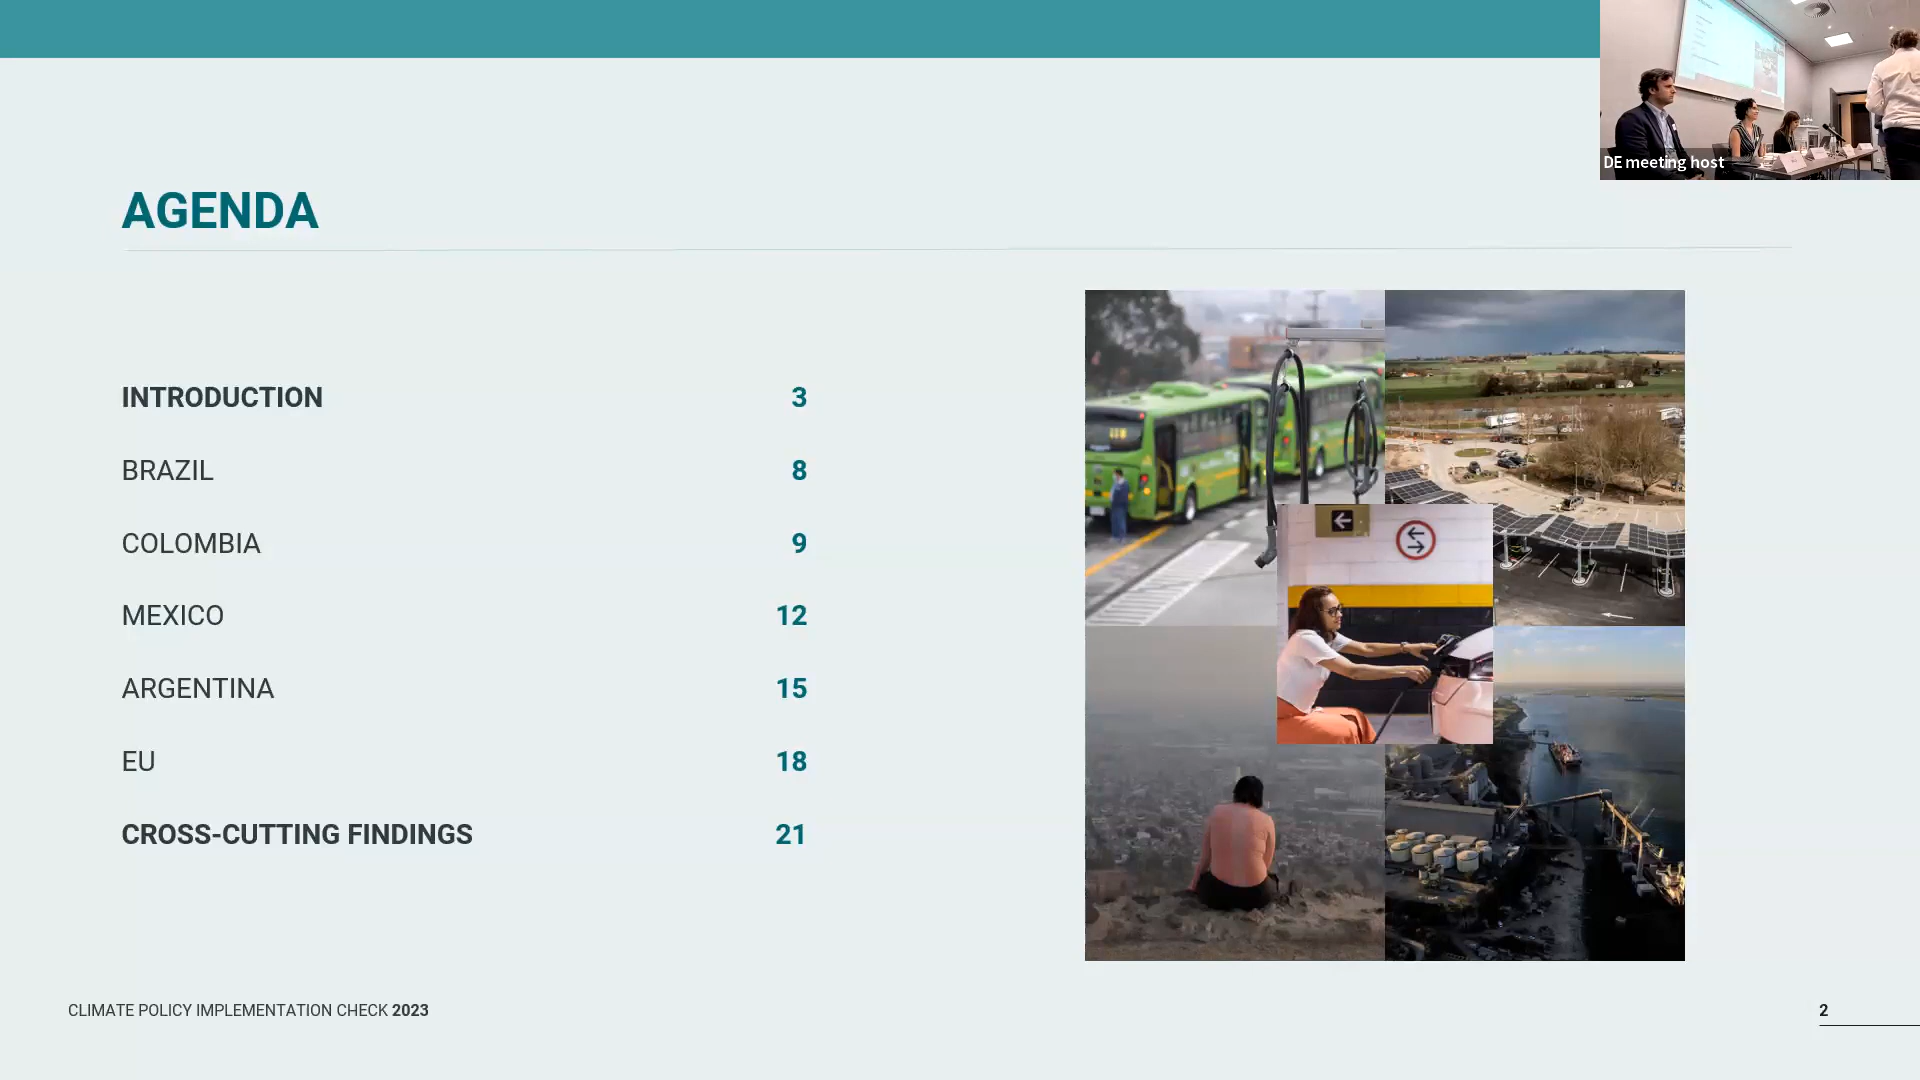 DE meeting host
AGENDA
INTRODUCTION 3
BRAZIL 8
COLOMBIA 9
MEXICO 12
ARGENTINA 15
EU 18
CROSS-CUTTING FINDINGS 21
CLIMATE POLICY IMPLEMENTATION CHECK 2023
2